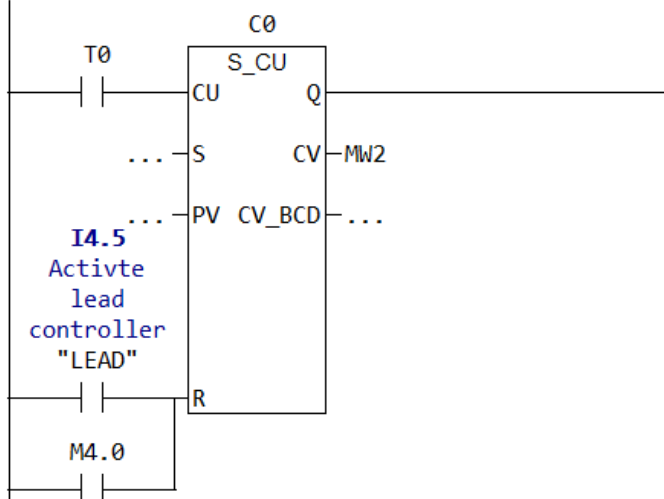 C0
T0
S_CU
CU Q
... S CV MW2
... PV CV_BCD ...
I4.5
Activte
lead
controller
"LEAD"
R
M4.0